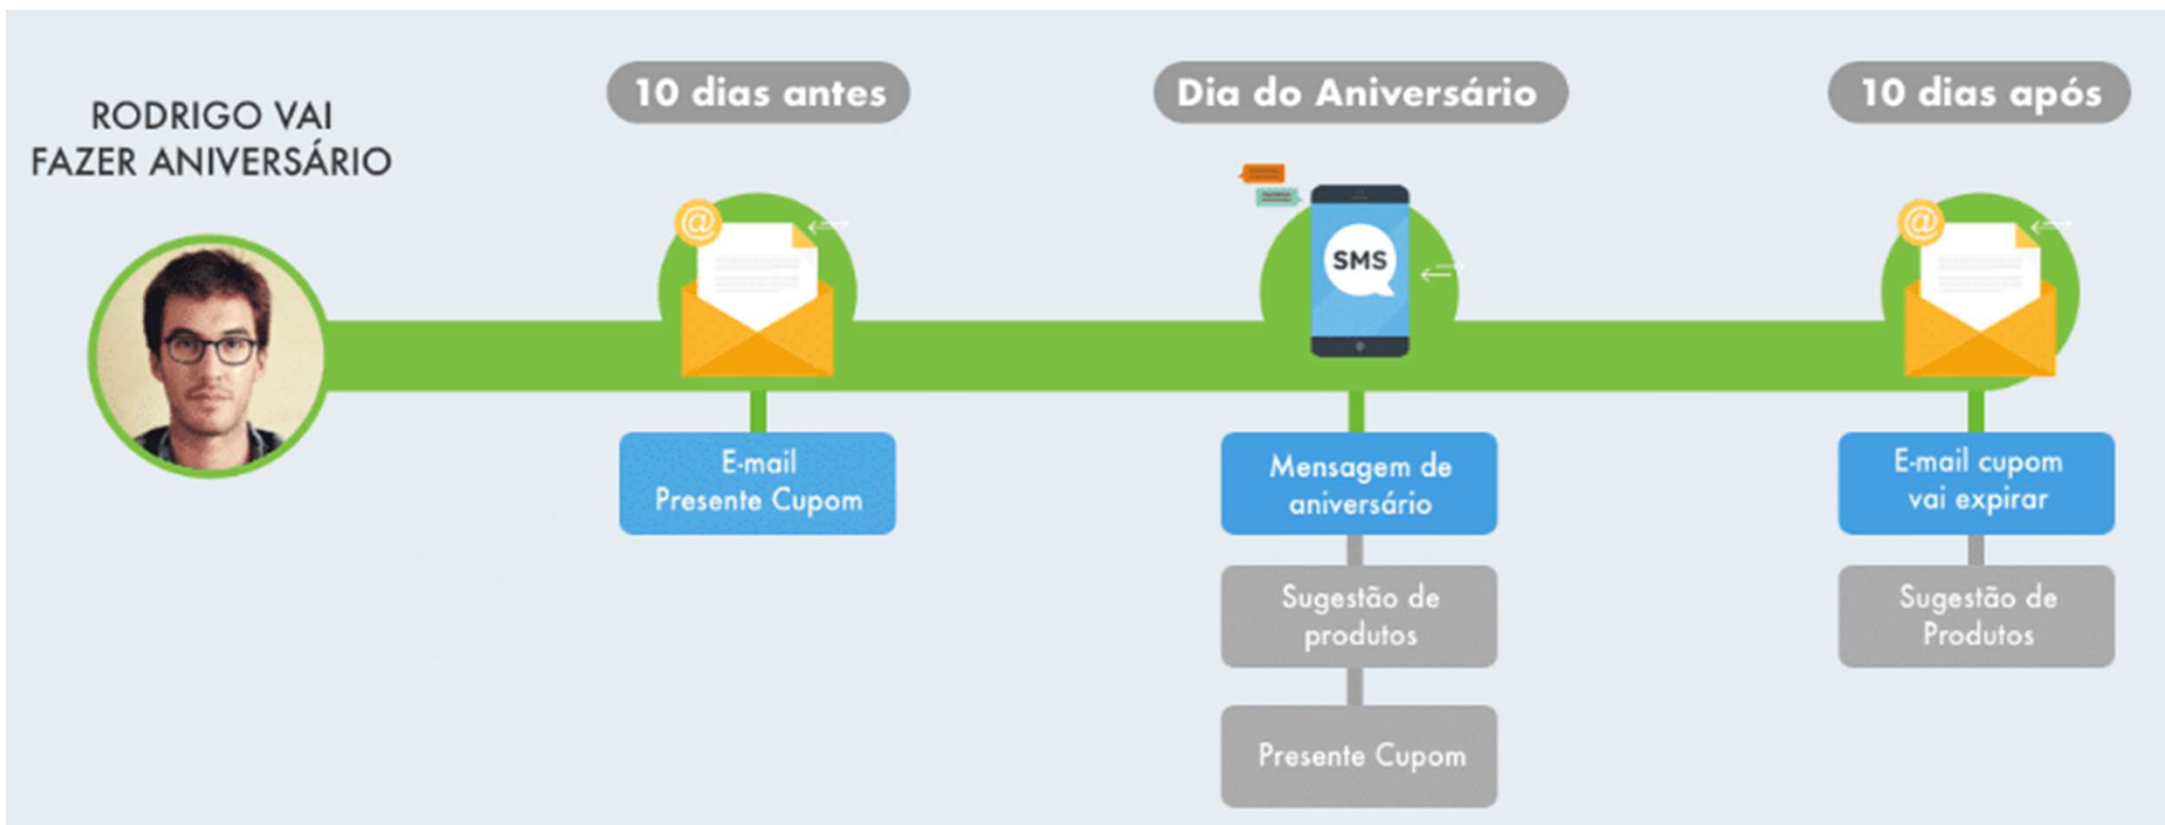 RODRIGO VAI
FAZER ANIVERSÁRIO
10 dias antes
@
E-mail
Presente Cupom
Dia do Aniversário
SMS
Mensagem de
aniversário
Sugestão de
produtos
Presente Cupom
10 dias após
@
E-mail cupom
vai expirar
Sugestão de
Produtos